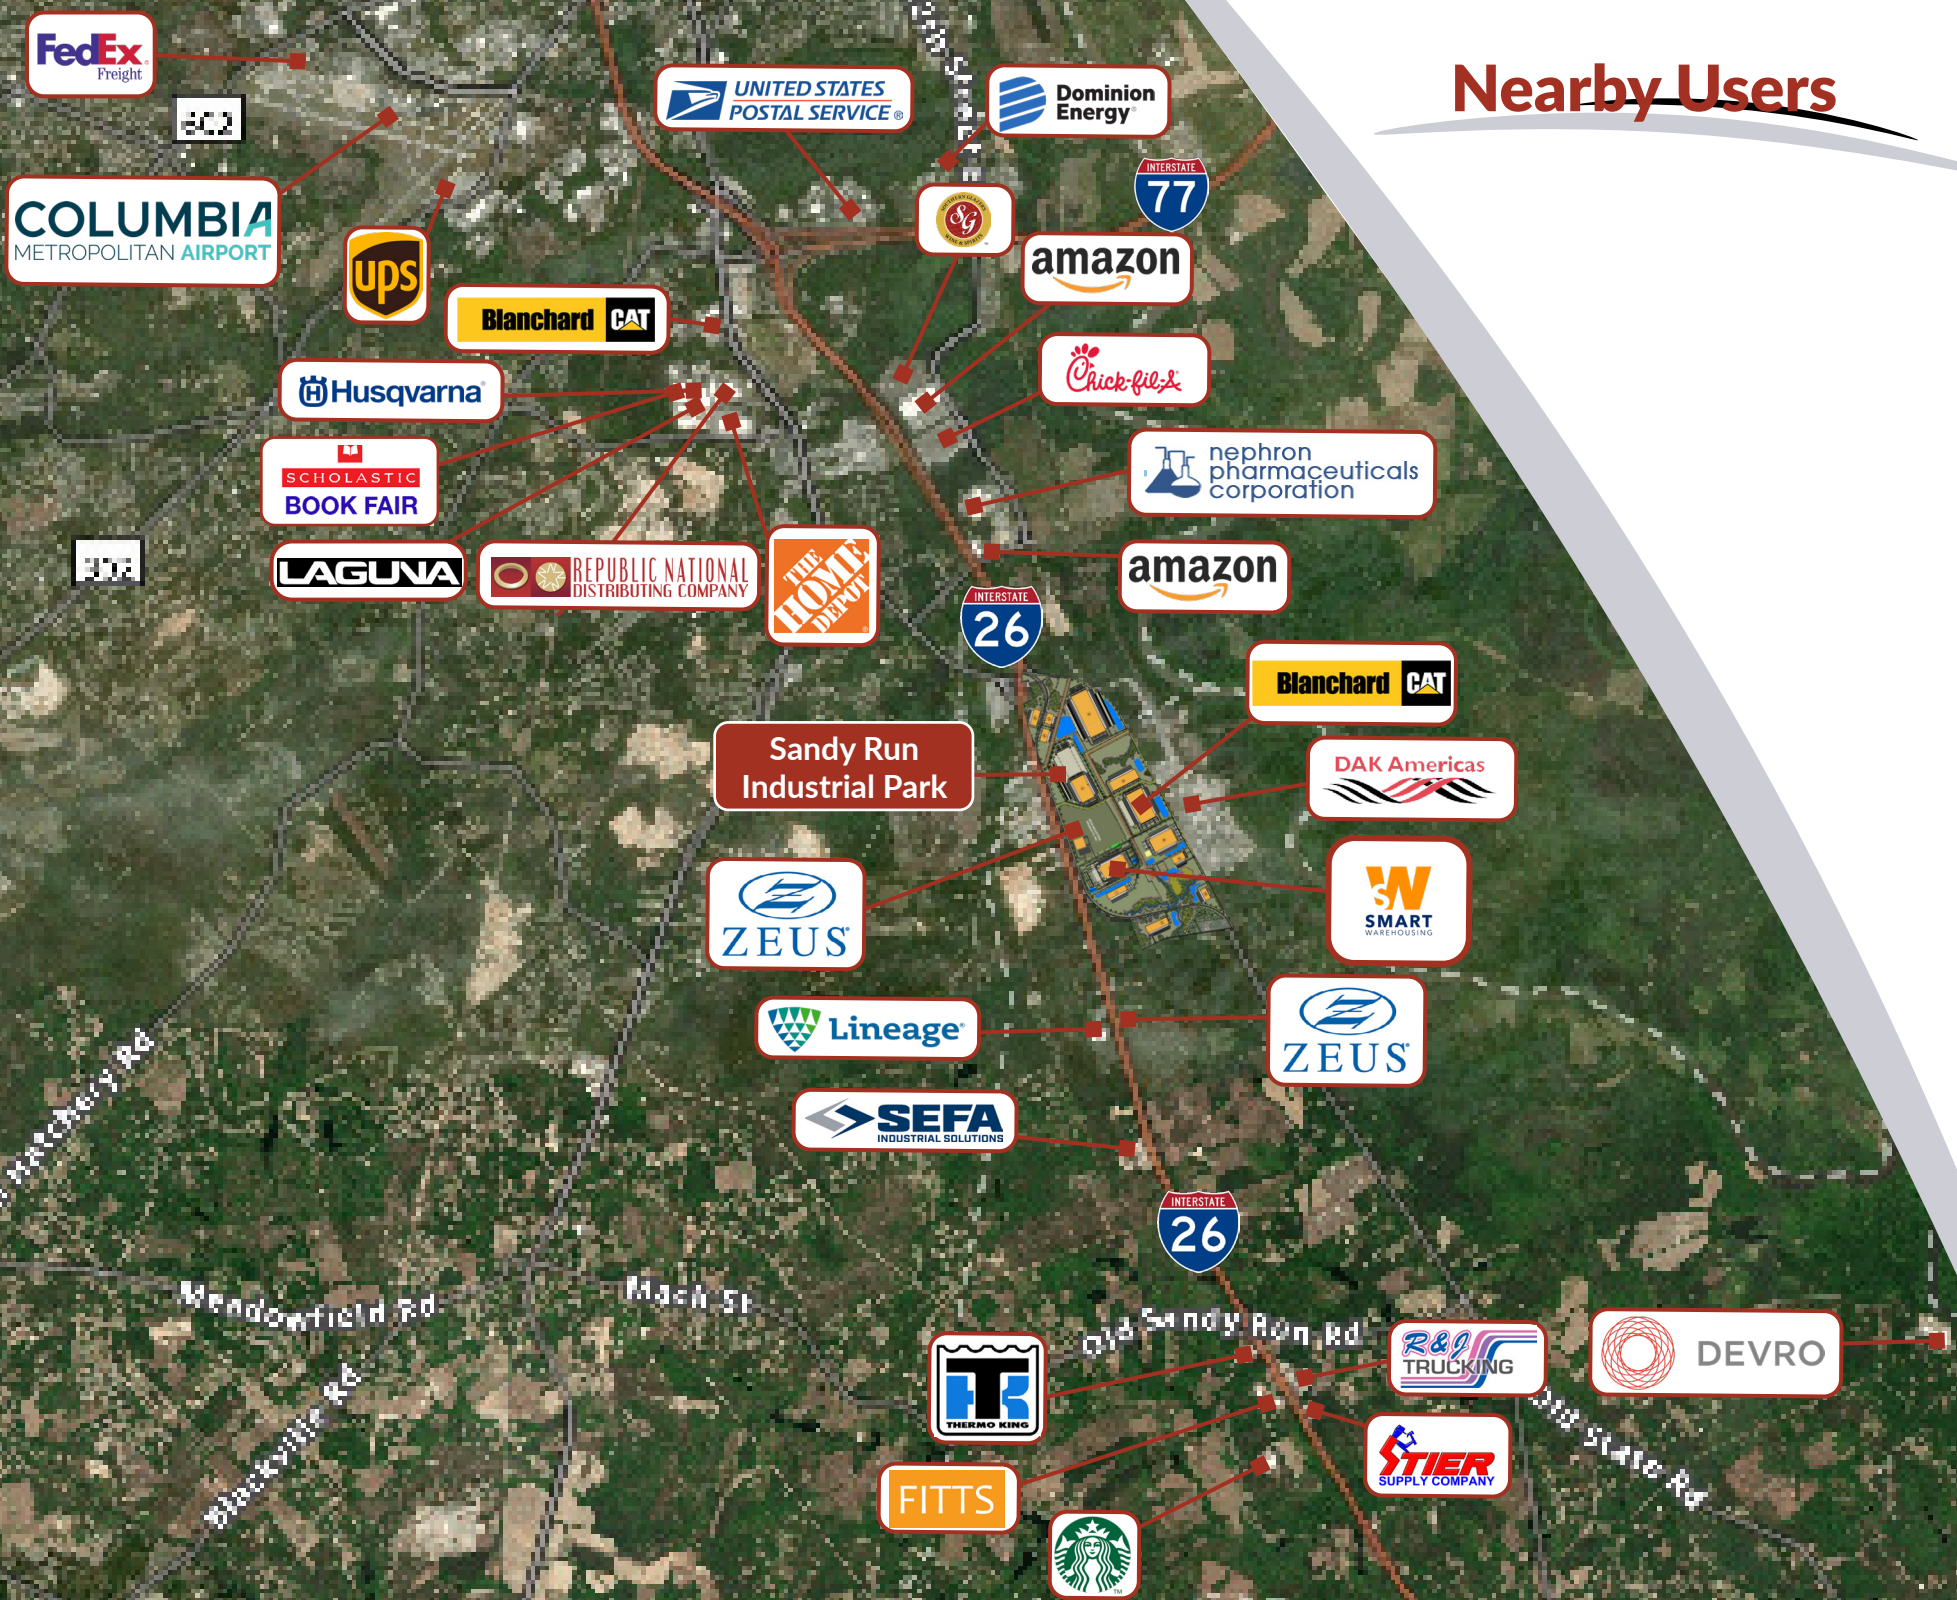 Nearby Users
FedEx
Freight
UNITED STATES
POSTAL SERVICE®
Dominion
Energy®
INTERSTATE
77
COLUMBIA
METROPOLITAN AIRPORT
ups
SG
amazon
Blanchard CAT
Chick-fil-A
Husqvarna
SCHOLASTIC
BOOK FAIR
nephron
pharmaceuticals
corporation
LAGUNA
REPUBLIC NATIONAL
DISTRIBUTING COMPANY
THE
HOME
DEPOT
amazon
INTERSTATE
26
Blanchard CAT
Sandy Run
Industrial Park
DAK Americas
ZEUS
SW
SMART
WAREHOUSING
Lineage
ZEUS
SEFA
INDUSTRIAL SOLUTIONS
INTERSTATE
26
Meadowfield Rd
Mack St
Old Sandy Run Rd
THERMO KING
R&J
TRUCKING
DEVRO
Old State Rd
STIER
SUPPLY COMPANY
FITTS
Blackville Rd